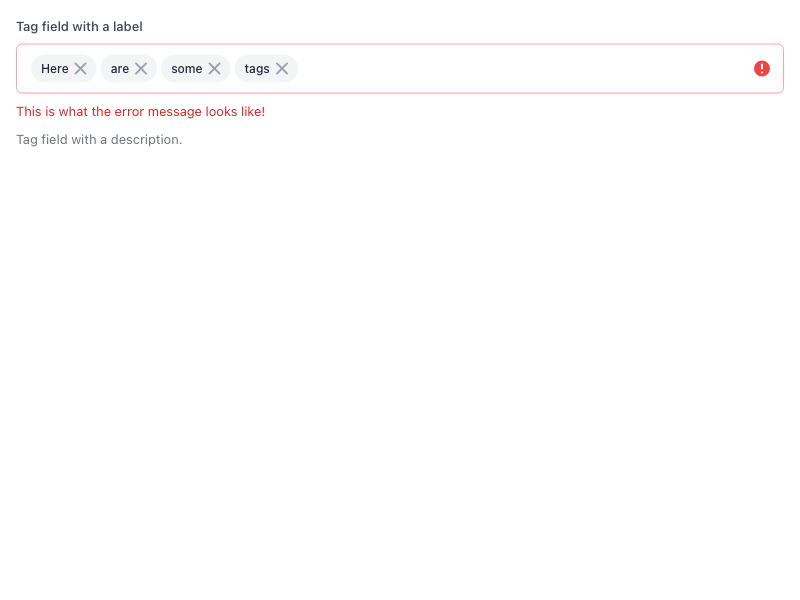 Tag field with a label
Here are some tags
This is what the error message looks like!
Tag field with a description.